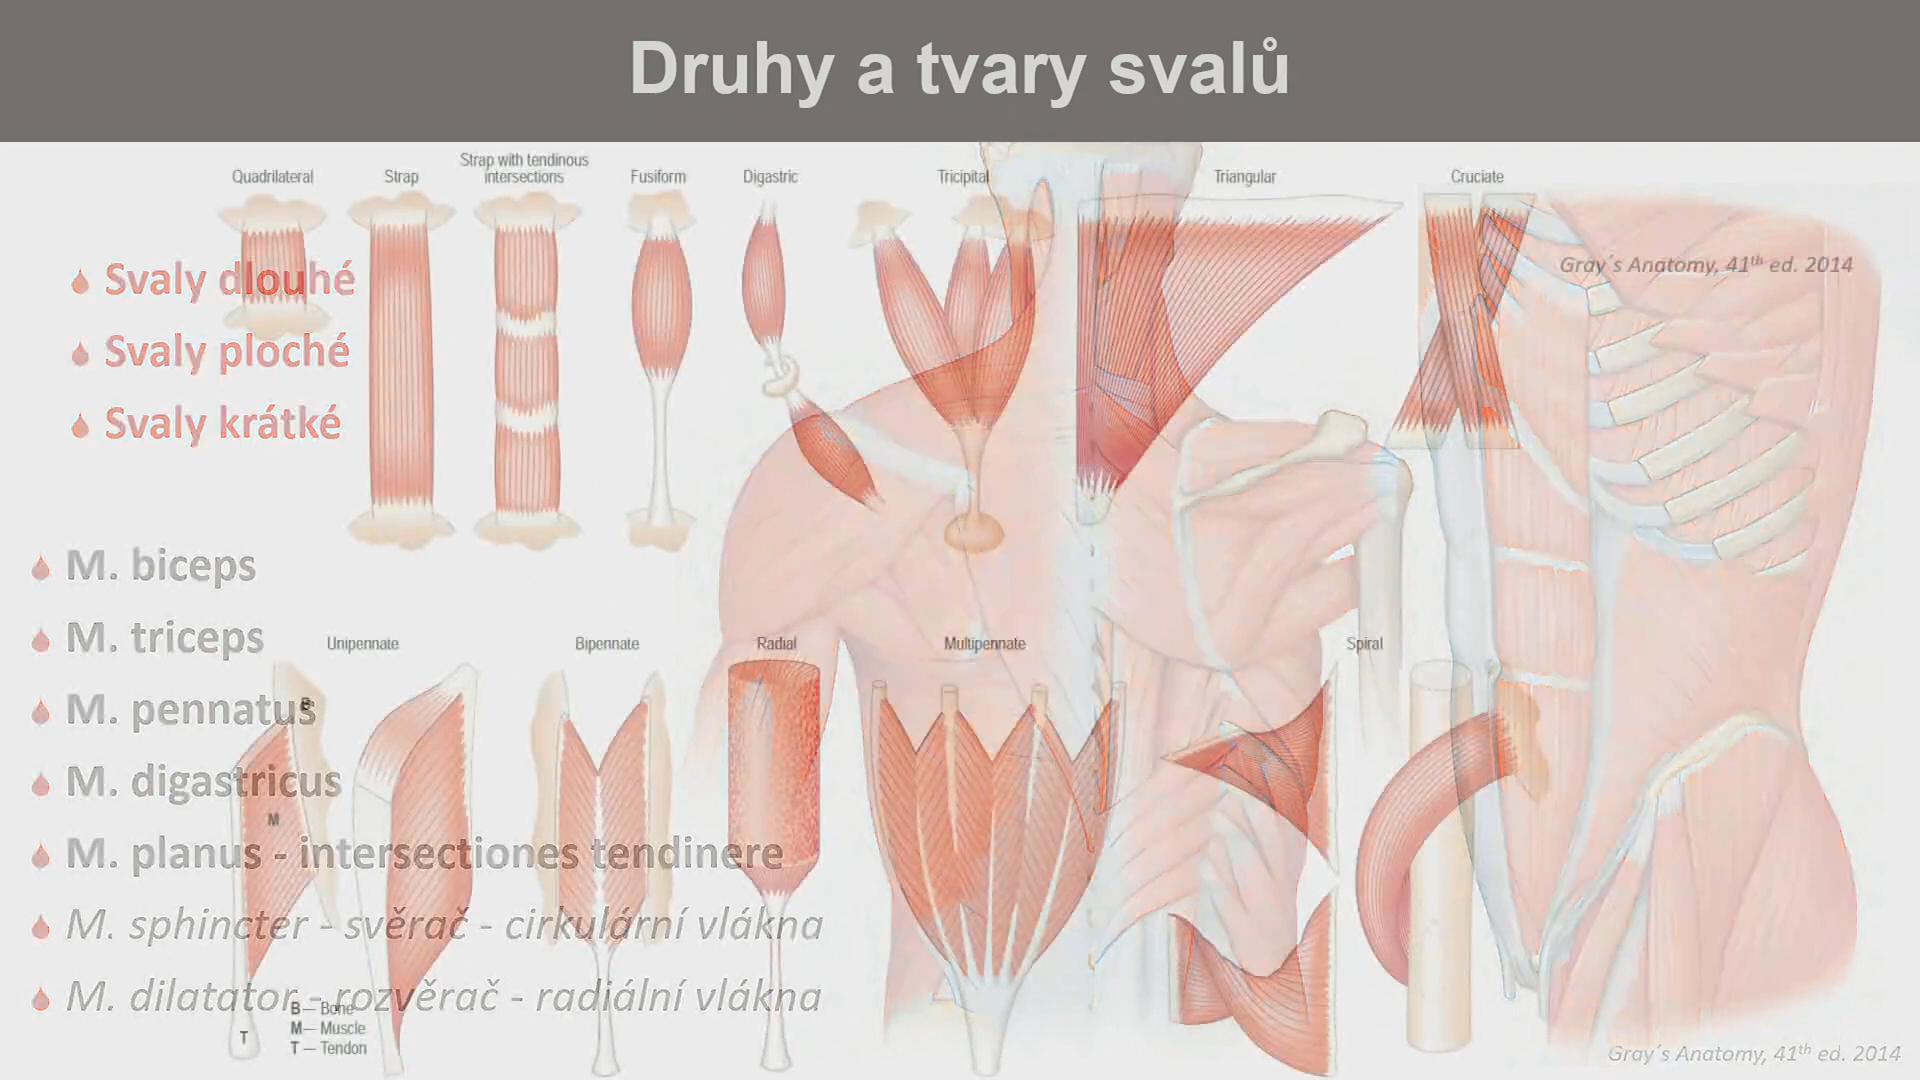 Druhy a tvary svalů
Quadrilateral
Strap
Strap with tendinous
intersections
Fusiform
Digastric
Tricipital
Triangular
Cruciate
Gray´s Anatomy, 41th ed. 2014
Svaly dlouhé
Svaly ploché
Svaly krátké
M. biceps
M. triceps
M. pennatus
M. digastricus
M. planus - intersectiones tendinere
M. sphincter - svěrač - cirkulární vlákna
M. dilatator - rozvěrač - radiální vlákna
Unipennate
Bipennate
Radial
Multipennate
Spiral
B
M
T
B — Bone
M — Muscle
T — Tendon
Gray´s Anatomy, 41th ed. 2014